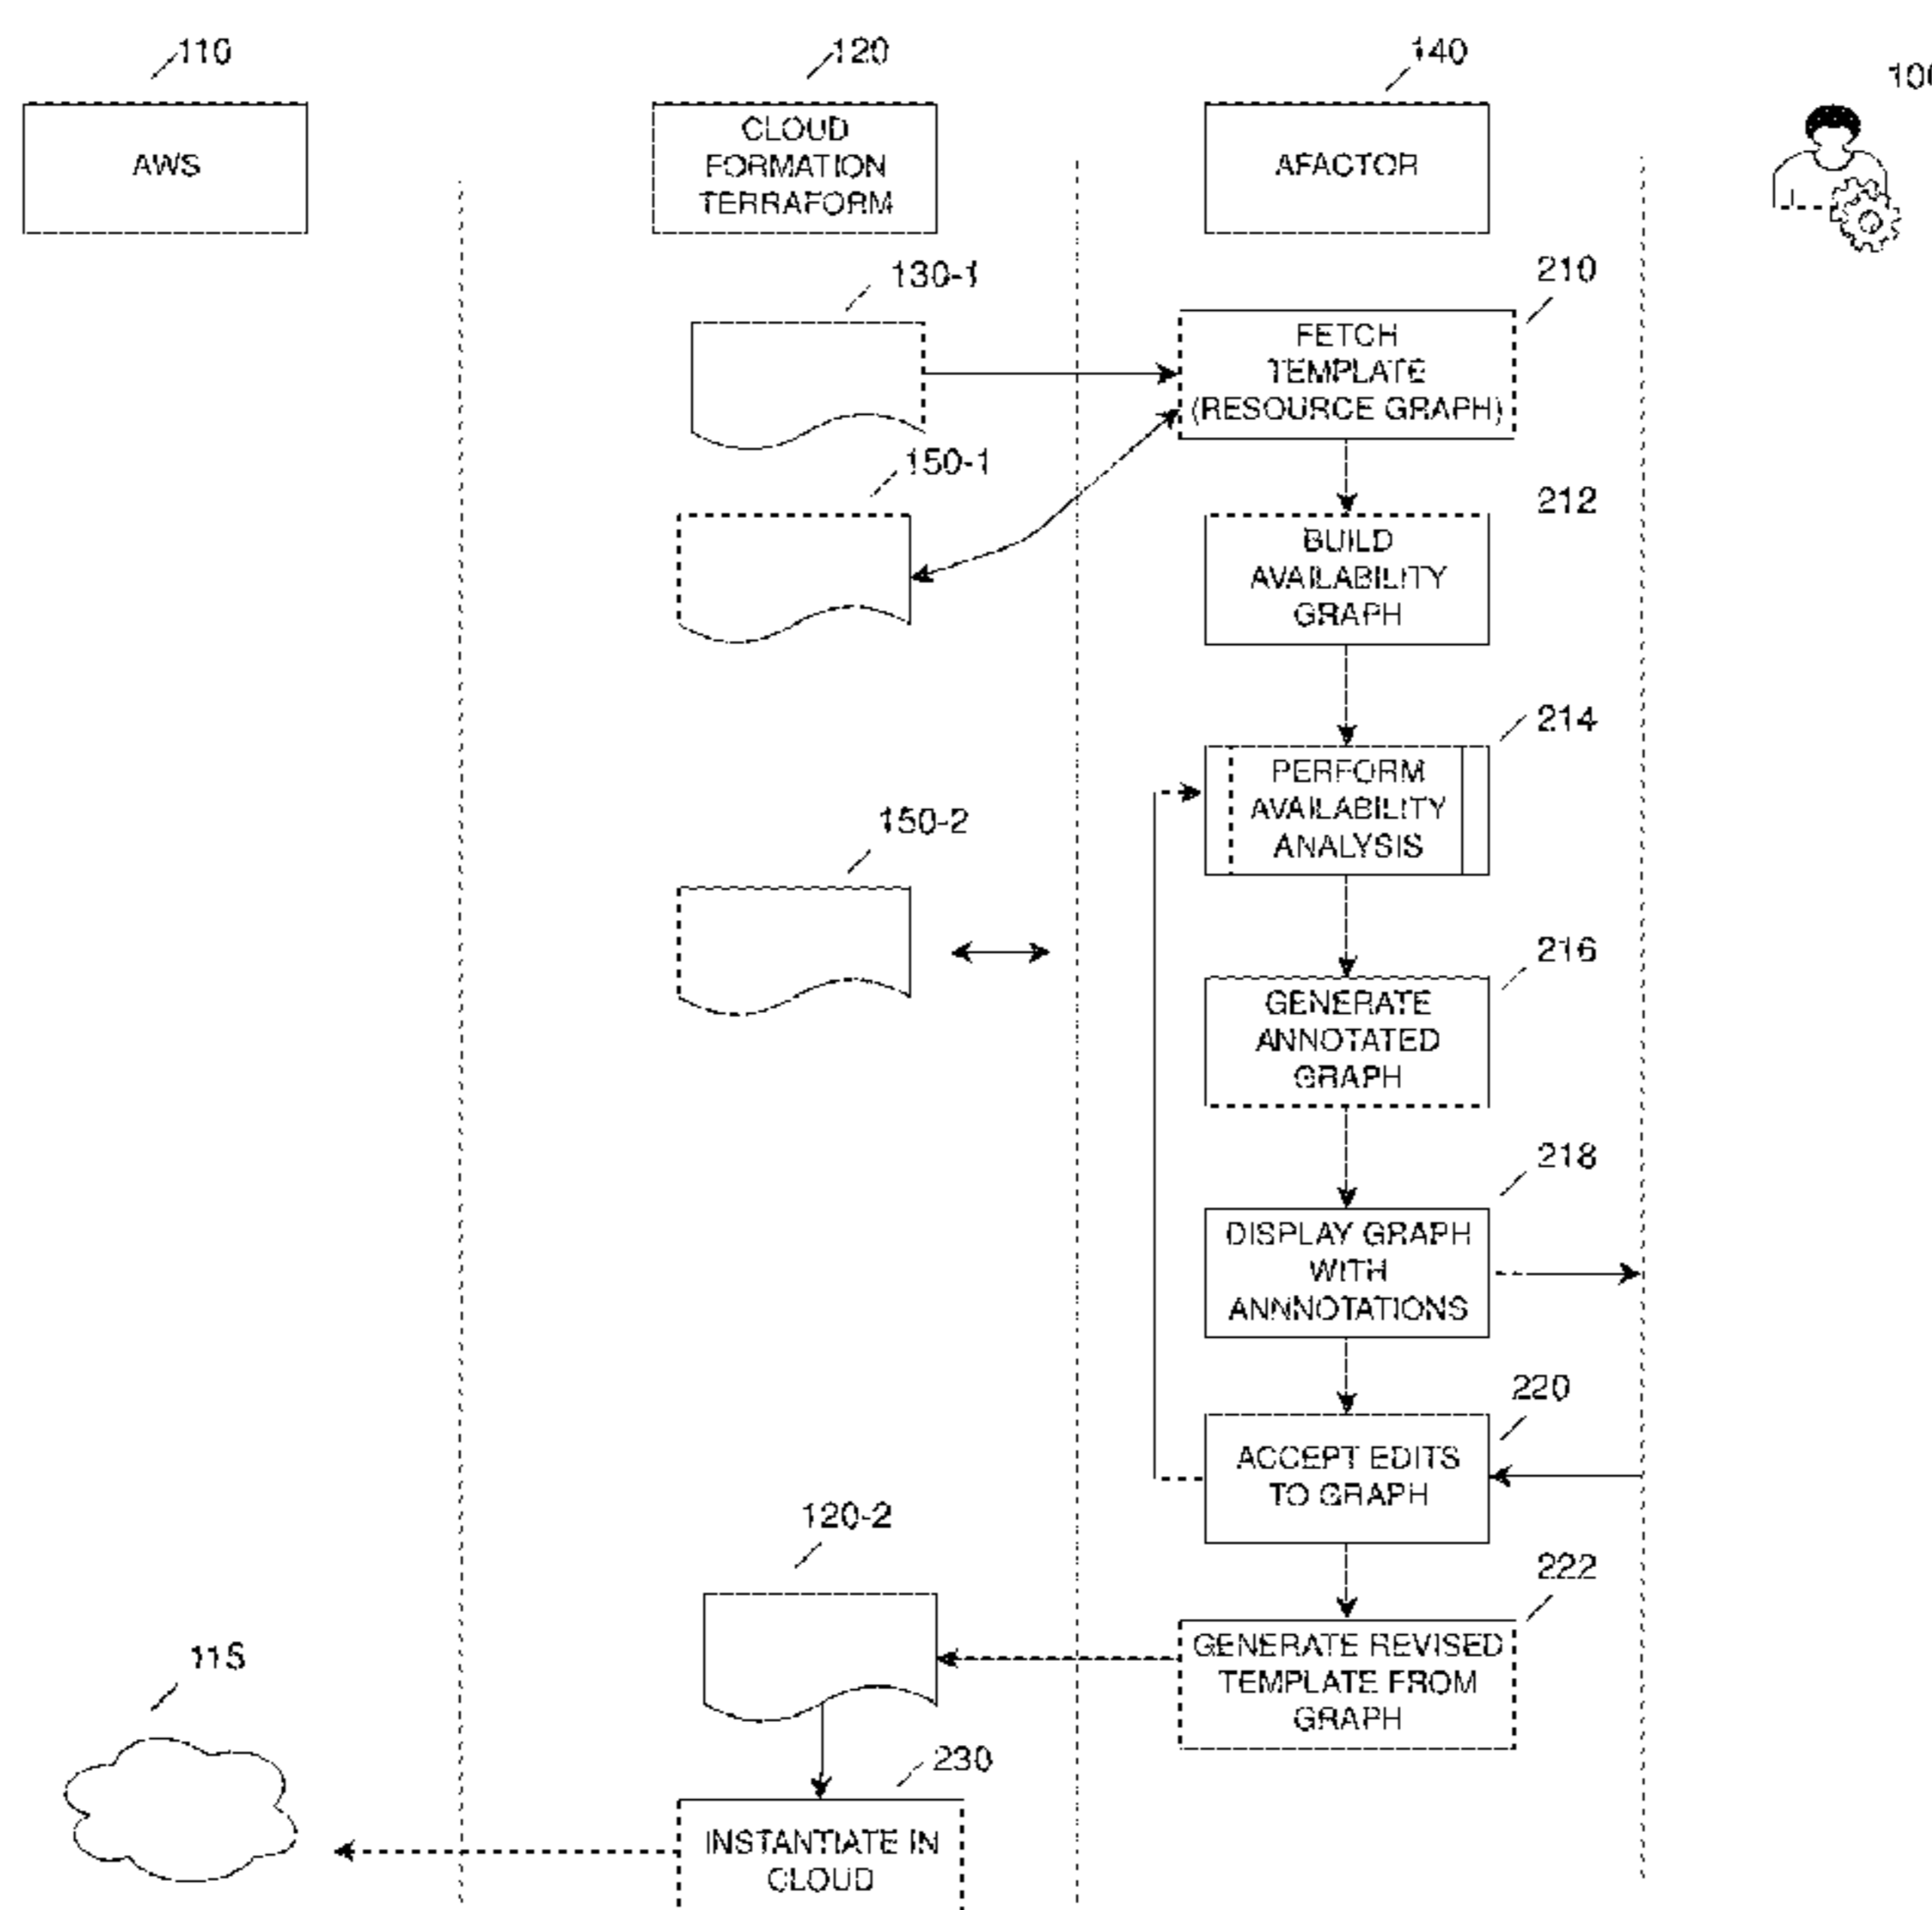 110
120
140
100
AWS
CLOUD
FORMATION
TERRAFORM
AFACTOR
130-1
210
FETCH
TEMPLATE
(RESOURCE GRAPH)
150-1
212
BUILD
AVAILABILITY
GRAPH
214
PERFORM
AVAILABILITY
ANALYSIS
150-2
216
GENERATE
ANNOTATED
GRAPH
218
DISPLAY GRAPH
WITH
ANNNOTATIONS
220
ACCEPT EDITS
TO GRAPH
120-2
222
GENERATE REVISED
TEMPLATE FROM
GRAPH
115
230
INSTANTIATE IN
CLOUD